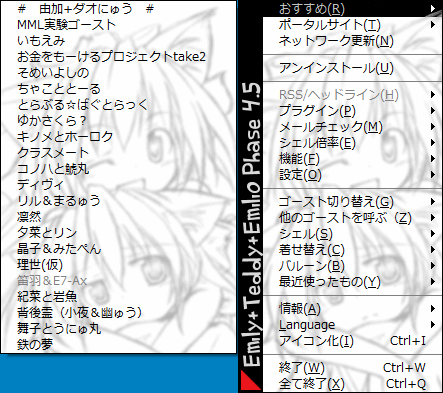 # 由加+ダオにゅう #
MML実験ゴースト
いもえみ
お金をもーけるプロジェクトtake2
そめいよしの
ちゃこととーる
とらぶる☆ばぐとらっく
ゆかさくら？
キノメとホーロク
クラスメート
コノハと鯱丸
ディヴィ
リル＆まるゅう
凛然
夕菜とリン
晶子＆みたぺん
理世(仮)
笛羽＆E7-Ax
紀菜と岩魚
背後霊（小夜＆幽ゅう）
舞子とうにゅ丸
鉄の夢
Emily+Teddy+Emilio Phase 4.5
おすすめ(R)
ポータルサイト(T)
ネットワーク更新(N)
アンインストール(U)
RSS/ヘッドライン(H)
プラグイン(P)
メールチェック(M)
シェル倍率(E)
機能(F)
設定(O)
ゴースト切り替え(G)
他のゴーストを呼ぶ(Z)
シェル(S)
着せ替え(C)
バルーン(B)
最近使ったもの(Y)
情報(A)
Language
アイコン化(I) Ctrl+I
終了(W) Ctrl+W
全て終了(X) Ctrl+Q